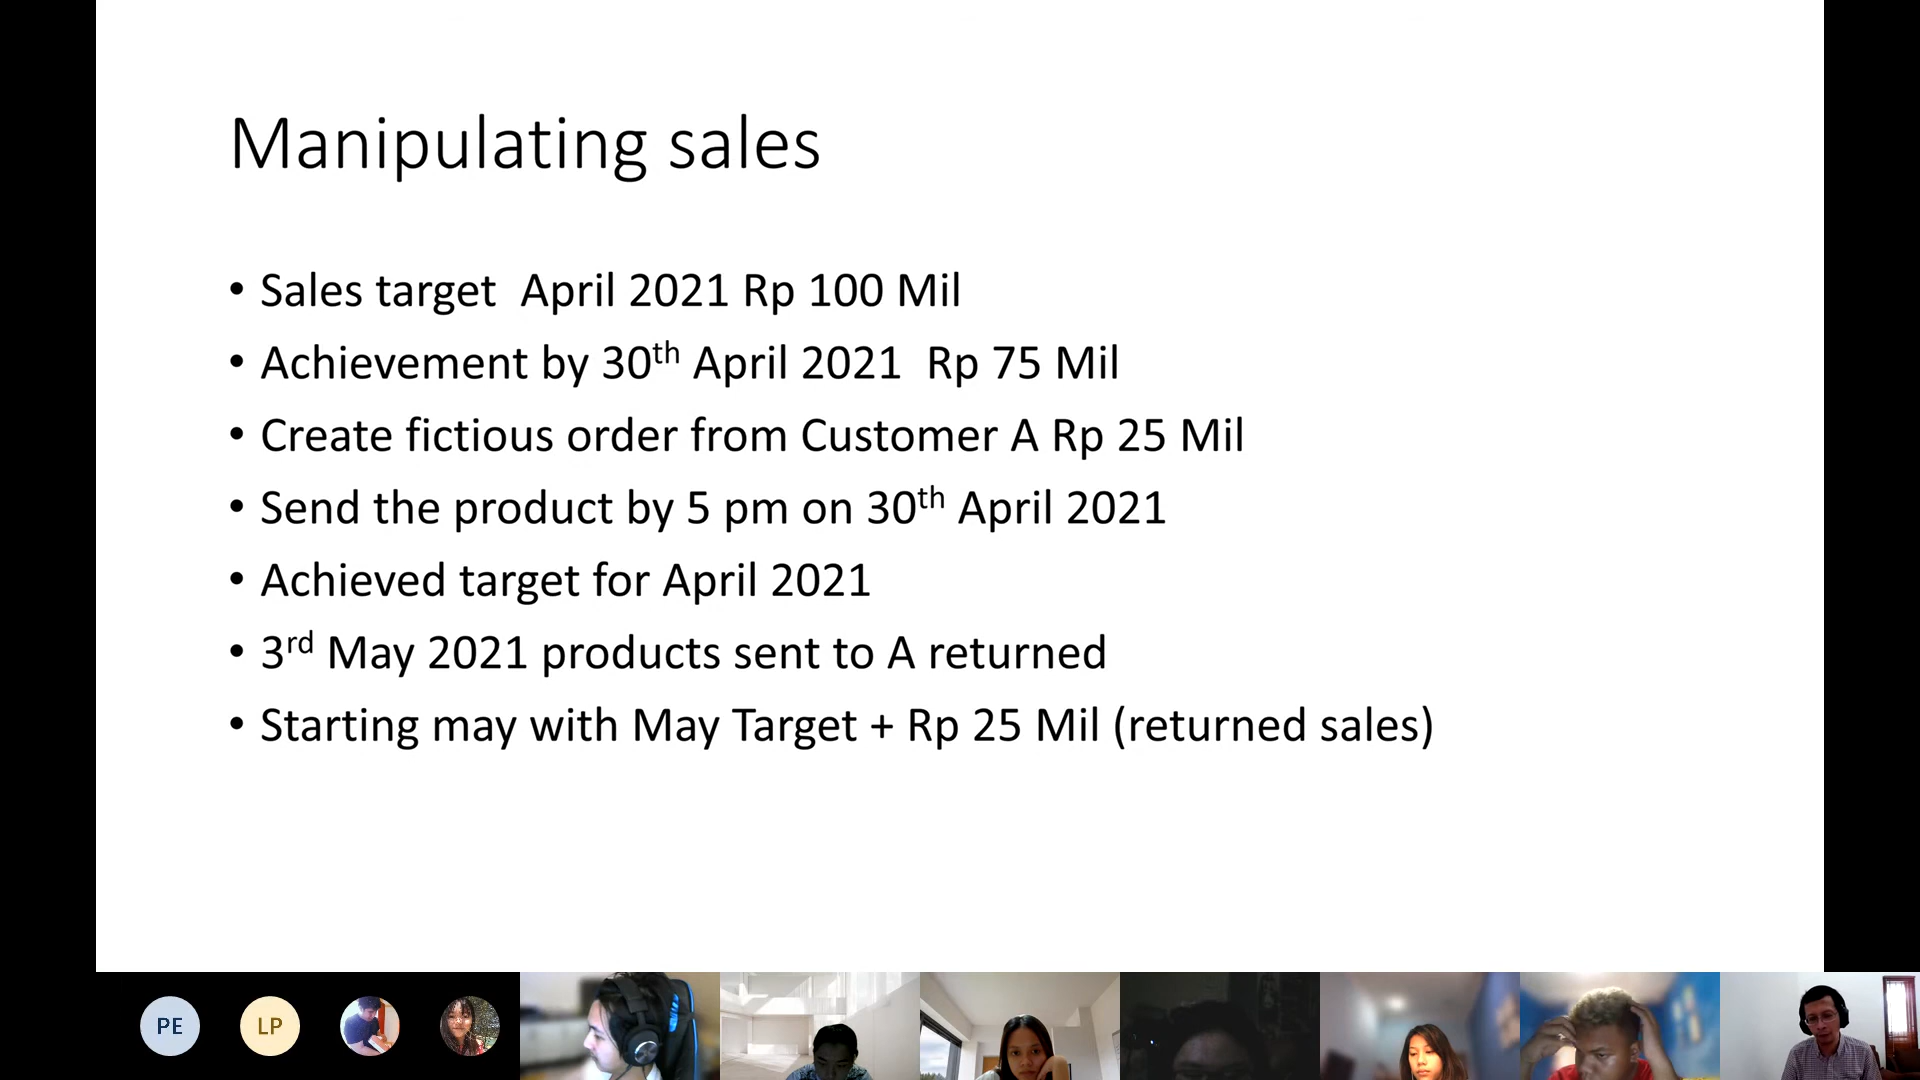 Manipulating sales
• Sales target  April 2021 Rp 100 Mil
• Achievement by 30th April 2021  Rp 75 Mil
• Create fictious order from Customer A Rp 25 Mil
• Send the product by 5 pm on 30th April 2021
• Achieved target for April 2021
• 3rd May 2021 products sent to A returned
• Starting may with May Target + Rp 25 Mil (returned sales)
PE LP